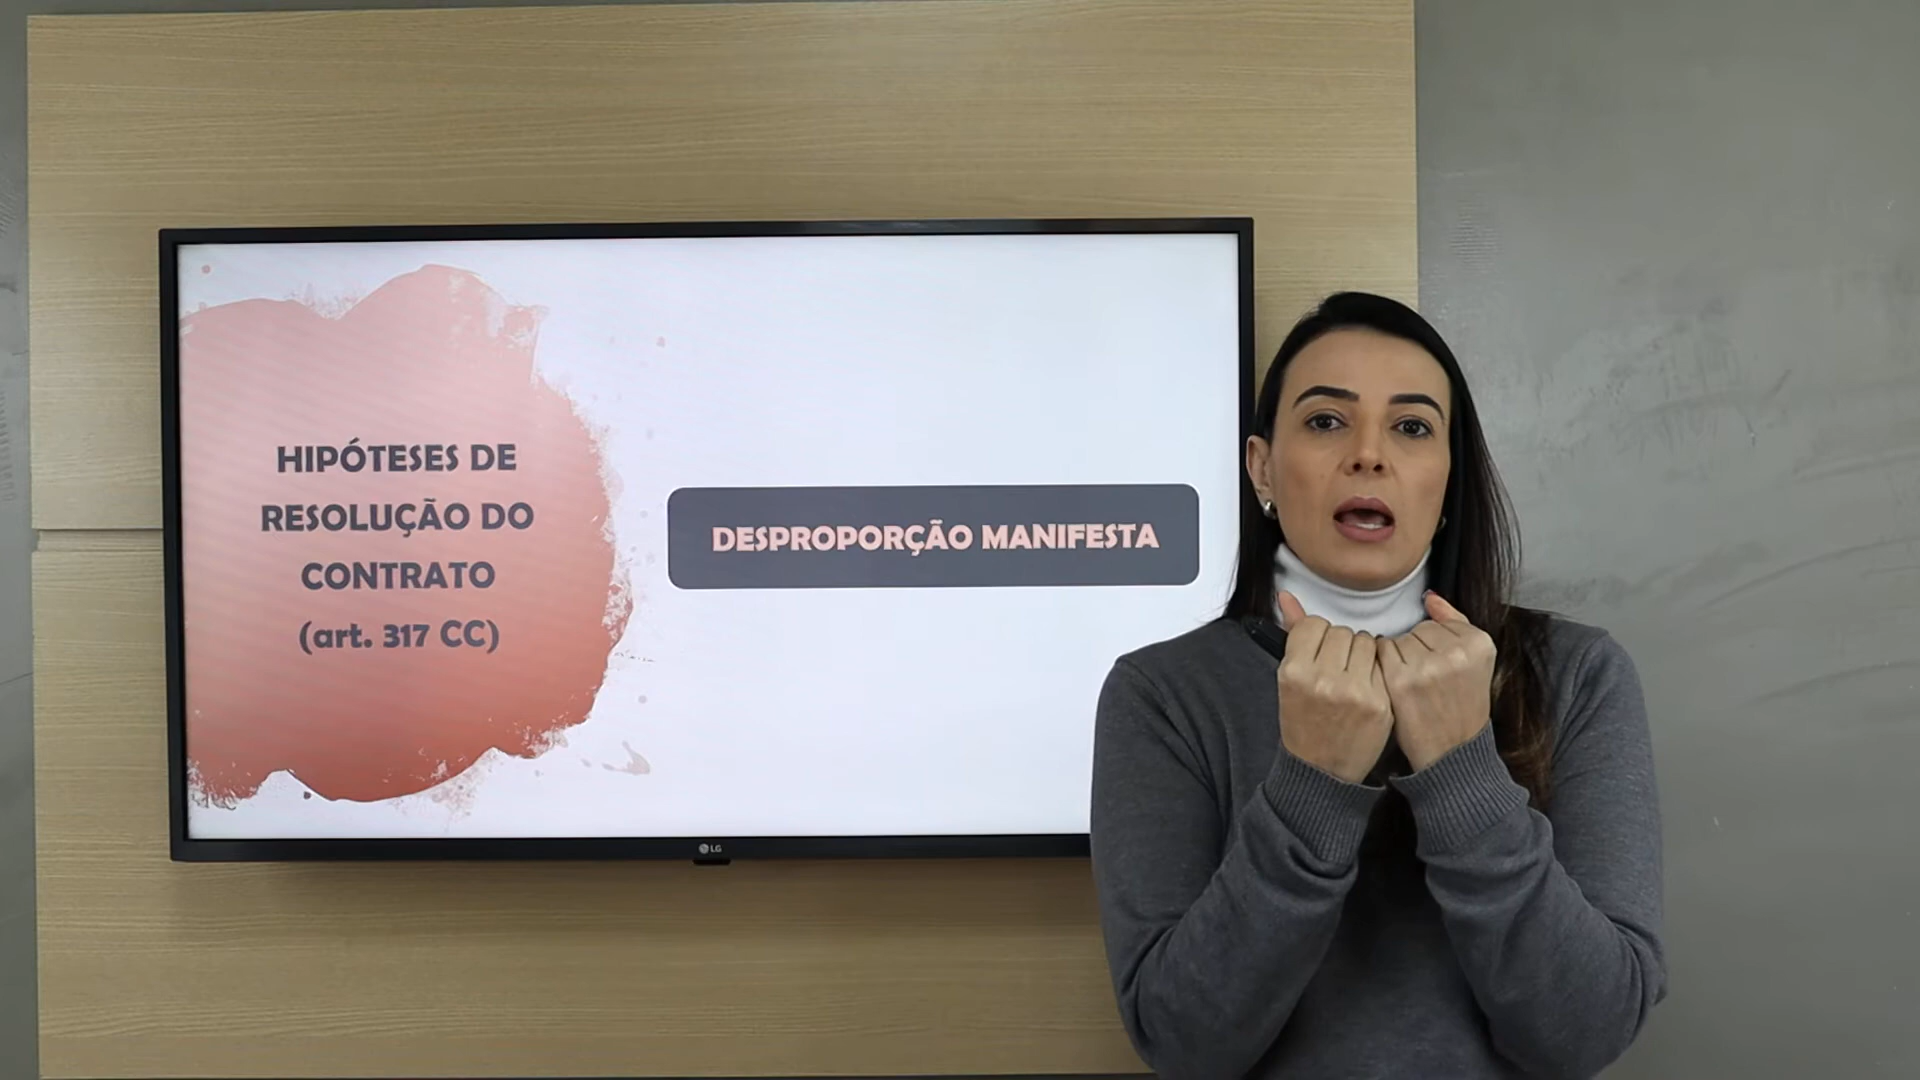 HIPÓTESES DE
RESOLUÇÃO DO
CONTRATO
(art. 317 CC)
DESPROPORÇÃO MANIFESTA
LG